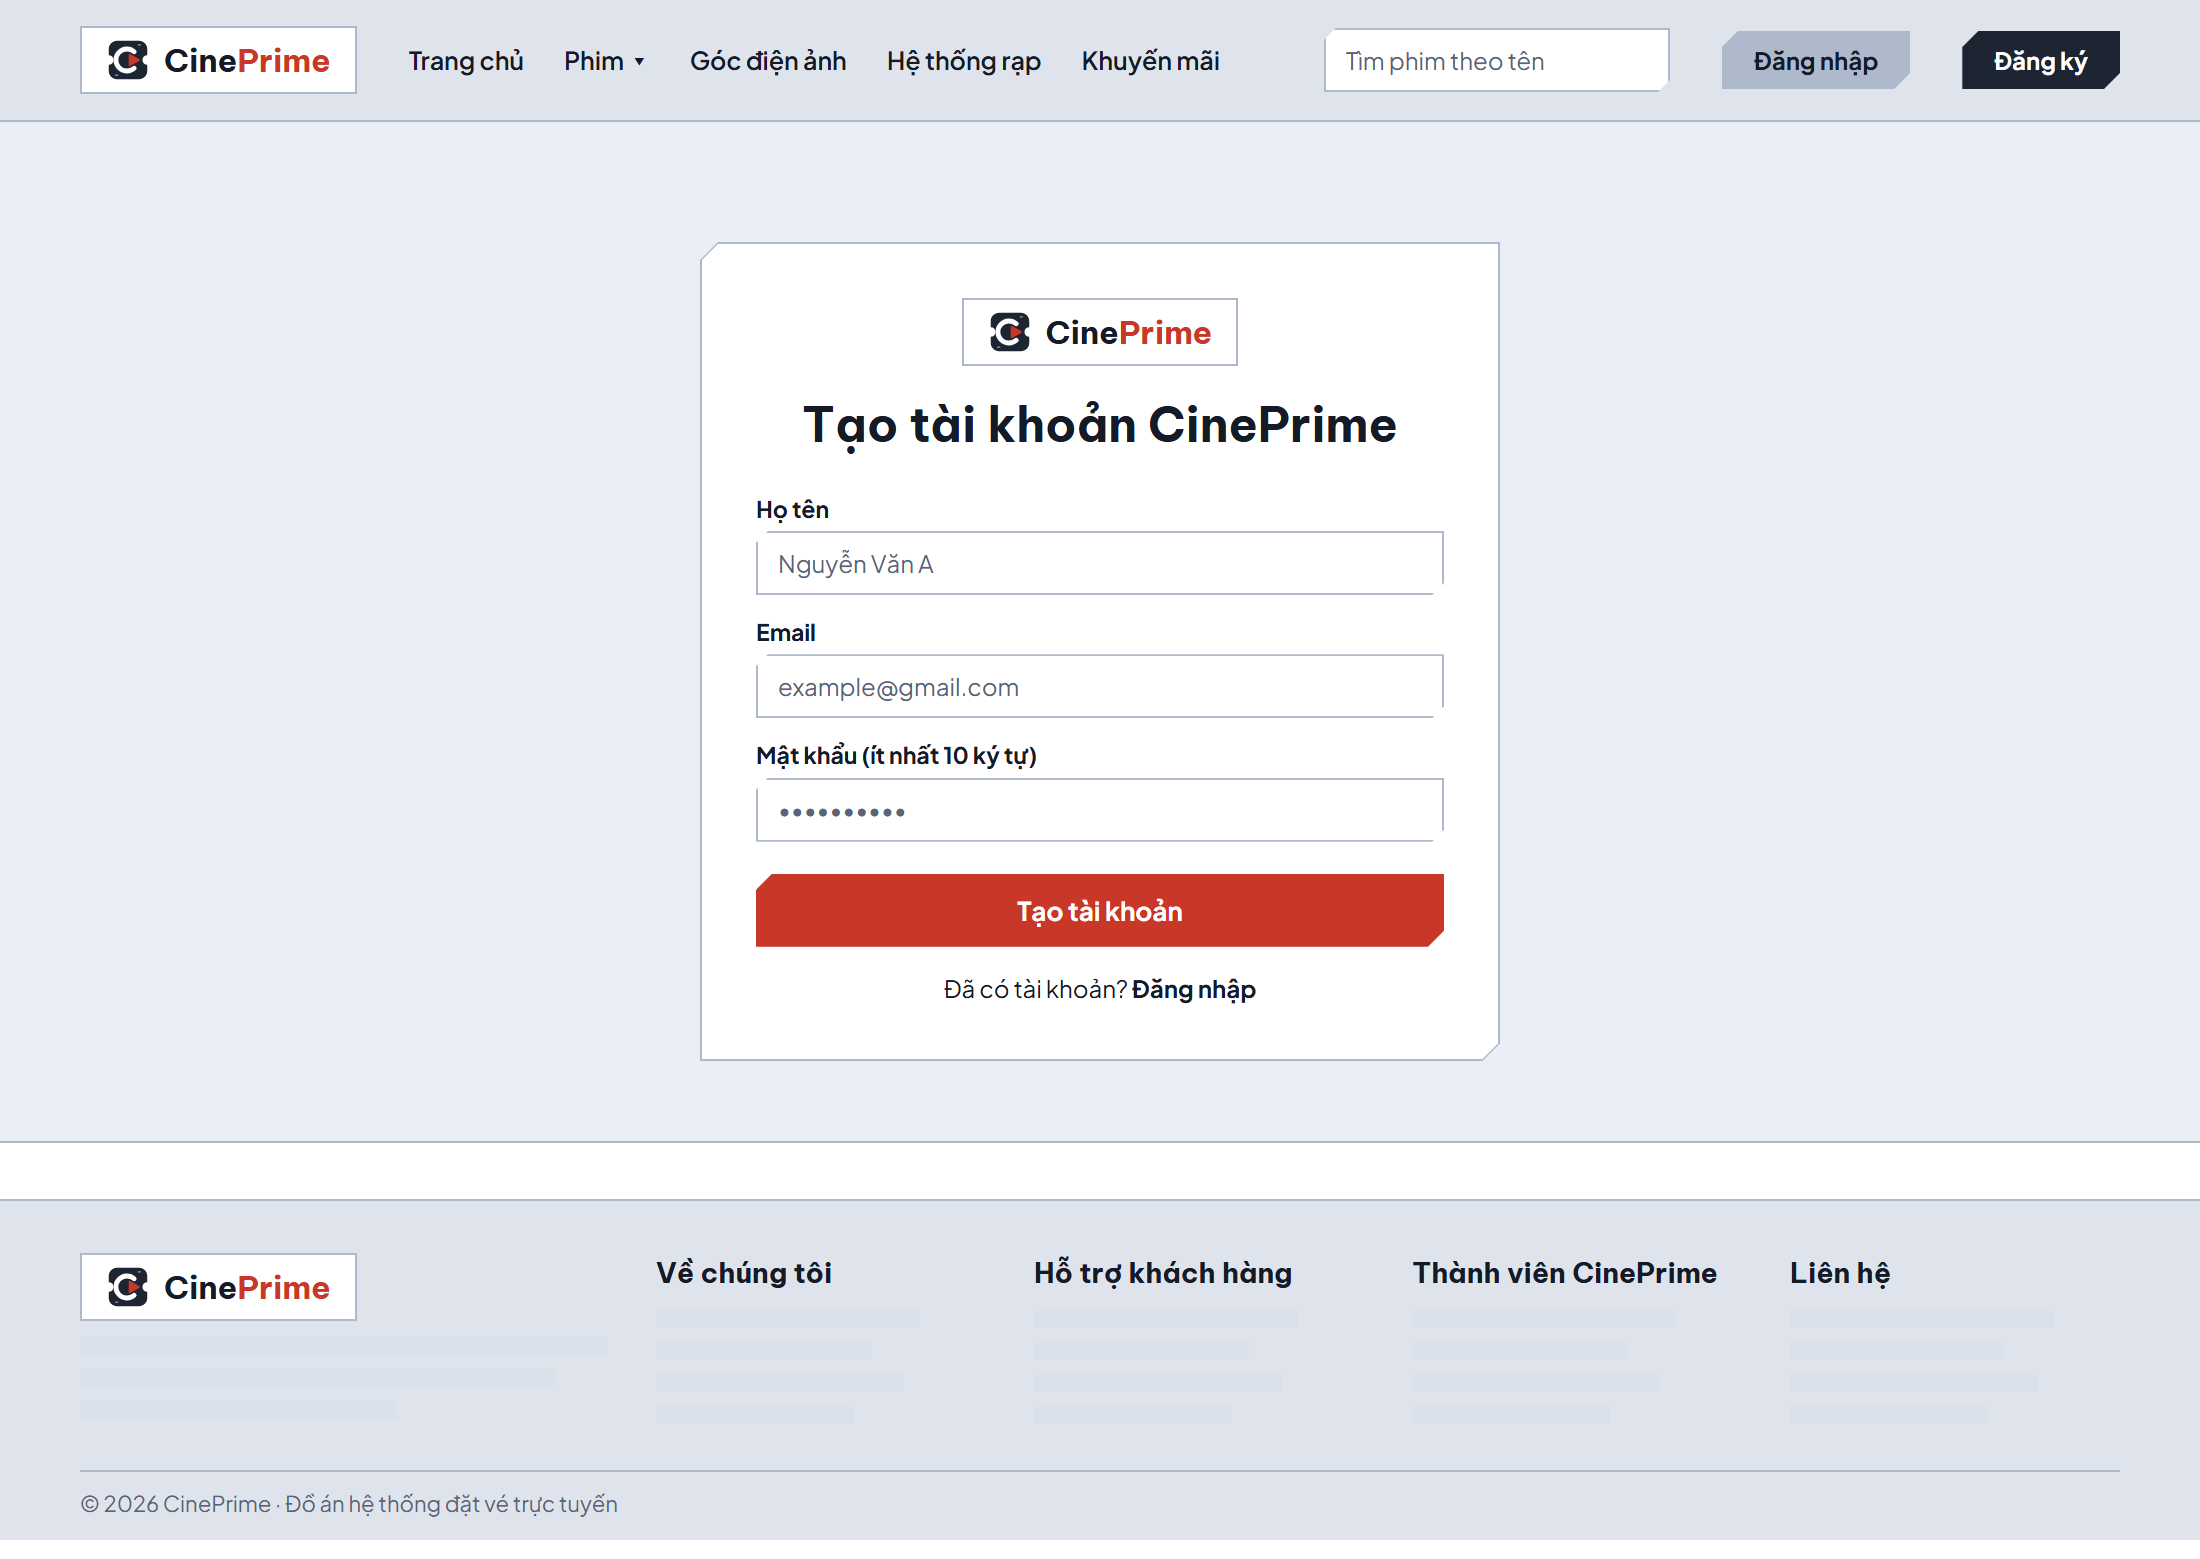 CinePrime
Trang chủ Phim ▼ Góc điện ảnh Hệ thống rạp Khuyến mãi
Tìm phim theo tên
Đăng nhập
Đăng ký
CinePrime
Tạo tài khoản CinePrime
Họ tên
Nguyễn Văn A
Email
example@gmail.com
Mật khẩu (ít nhất 10 ký tự)
••••••••••
Tạo tài khoản
Đã có tài khoản? Đăng nhập
CinePrime
Về chúng tôi
Hỗ trợ khách hàng
Thành viên CinePrime
Liên hệ
© 2026 CinePrime · Đồ án hệ thống đặt vé trực tuyến